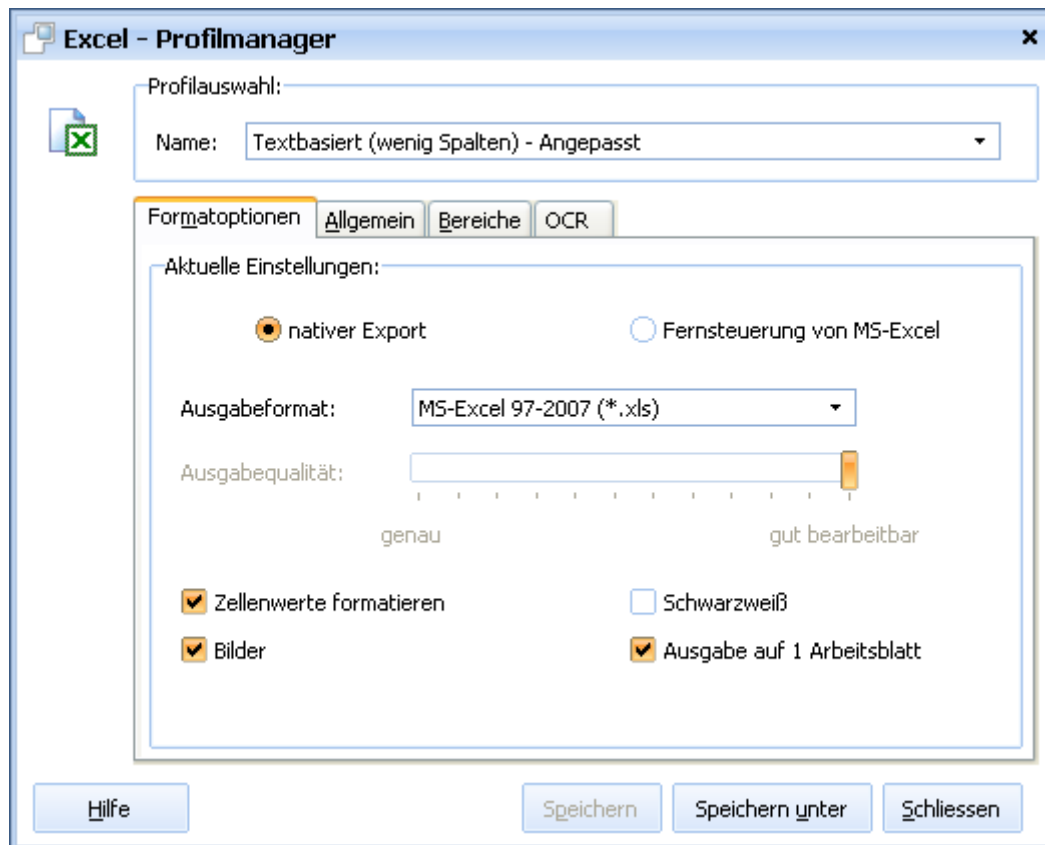 Excel - Profilmanager
Profilauswahl:
Name: Textbasiert (wenig Spalten) - Angepasst
Formatoptionen Allgemein Bereiche OCR
Aktuelle Einstellungen:
nativer Export Fernsteuerung von MS-Excel
Ausgabeformat: MS-Excel 97-2007 (*.xls)
Ausgabequalität:
genau gut bearbeitbar
Zellenwerte formatieren Schwarzweiß
Bilder Ausgabe auf 1 Arbeitsblatt
Hilfe Speichern Speichern unter Schliessen